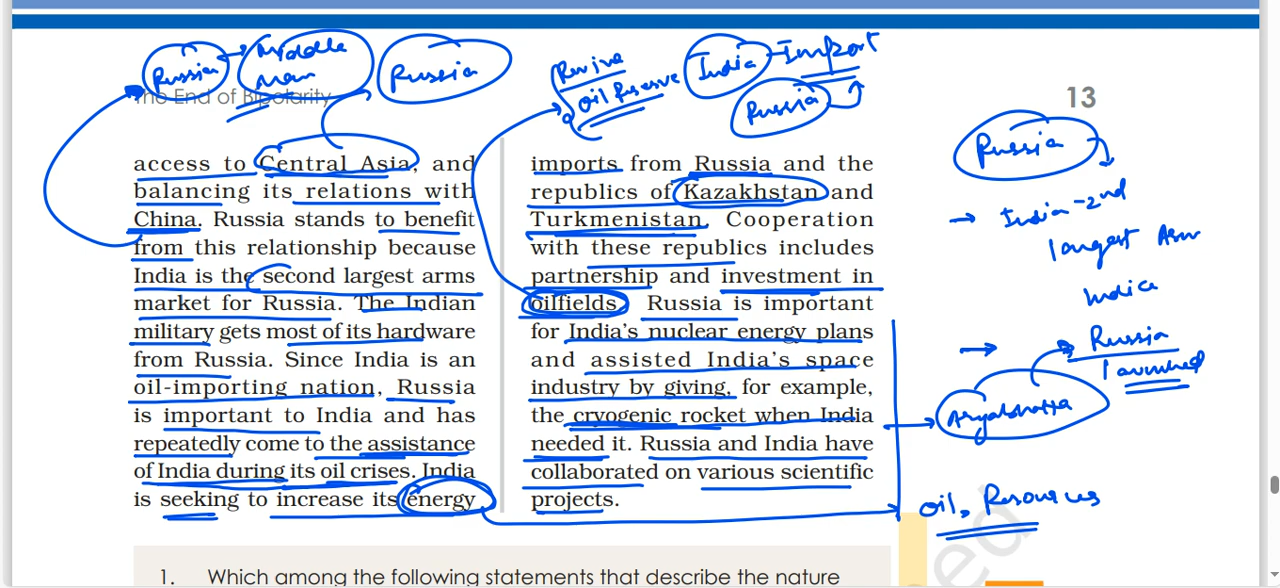 Russia
Middle
Man
Russia
Revive
Oil Reserve
India
Import
Russia
The End of Bipolarity
13
access to Central Asia, and
balancing its relations with
China. Russia stands to benefit
from this relationship because
India is the second largest arms
market for Russia. The Indian
military gets most of its hardware
from Russia. Since India is an
oil-importing nation, Russia
is important to India and has
repeatedly come to the assistance
of India during its oil crises. India
is seeking to increase its energy
imports from Russia and the
republics of Kazakhstan and
Turkmenistan. Cooperation
with these republics includes
partnership and investment in
oilfields. Russia is important
for India's nuclear energy plans
and assisted India's space
industry by giving, for example,
the cryogenic rocket when India
needed it. Russia and India have
collaborated on various scientific
projects.
Russia
→ India - 2nd
largest Arm
India
→ Russia
launched
Aryabhatta
Oil, Resources
1. Which among the following statements that describe the nature